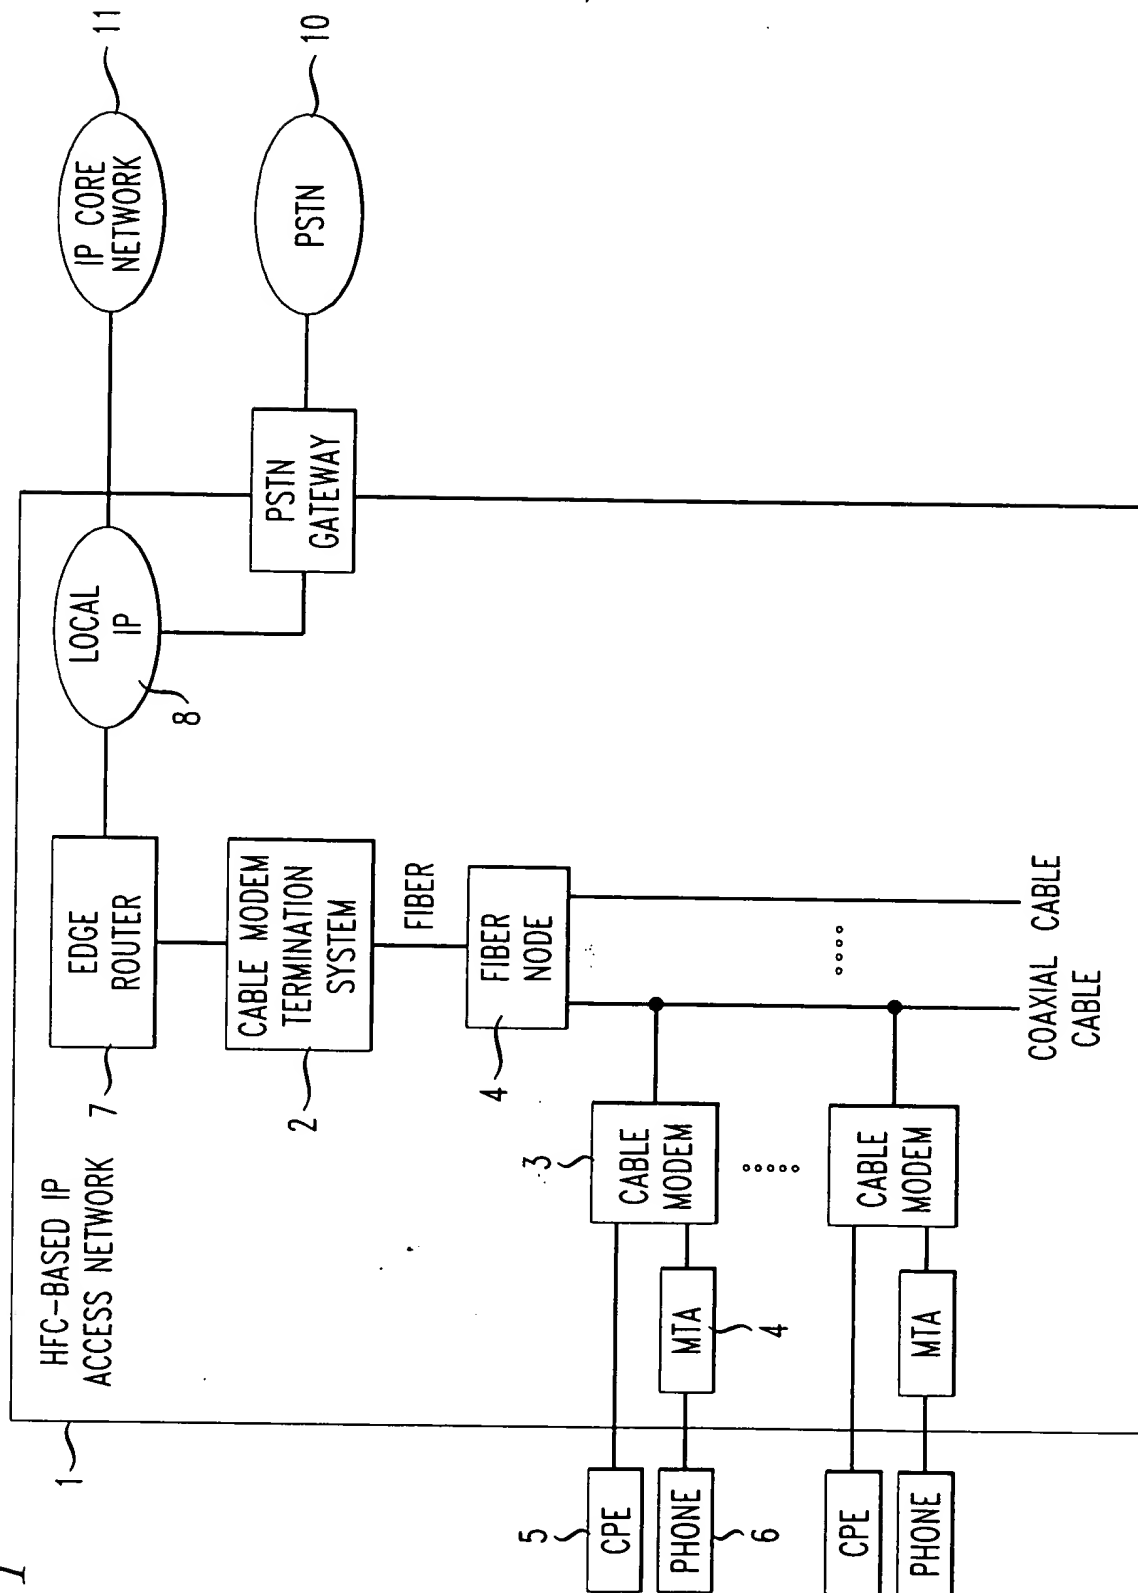 1
HFC-BASED IP
ACCESS NETWORK
7
EDGE
ROUTER
LOCAL
IP
8
IP CORE
NETWORK
11
2
CABLE MODEM
TERMINATION
SYSTEM
PSTN
GATEWAY
PSTN
10
FIBER
4
FIBER
NODE
5
CPE
3
CABLE
MODEM
PHONE
6
MTA
4
CPE
CABLE
MODEM
PHONE
MTA
COAXIAL
CABLE
CABLE